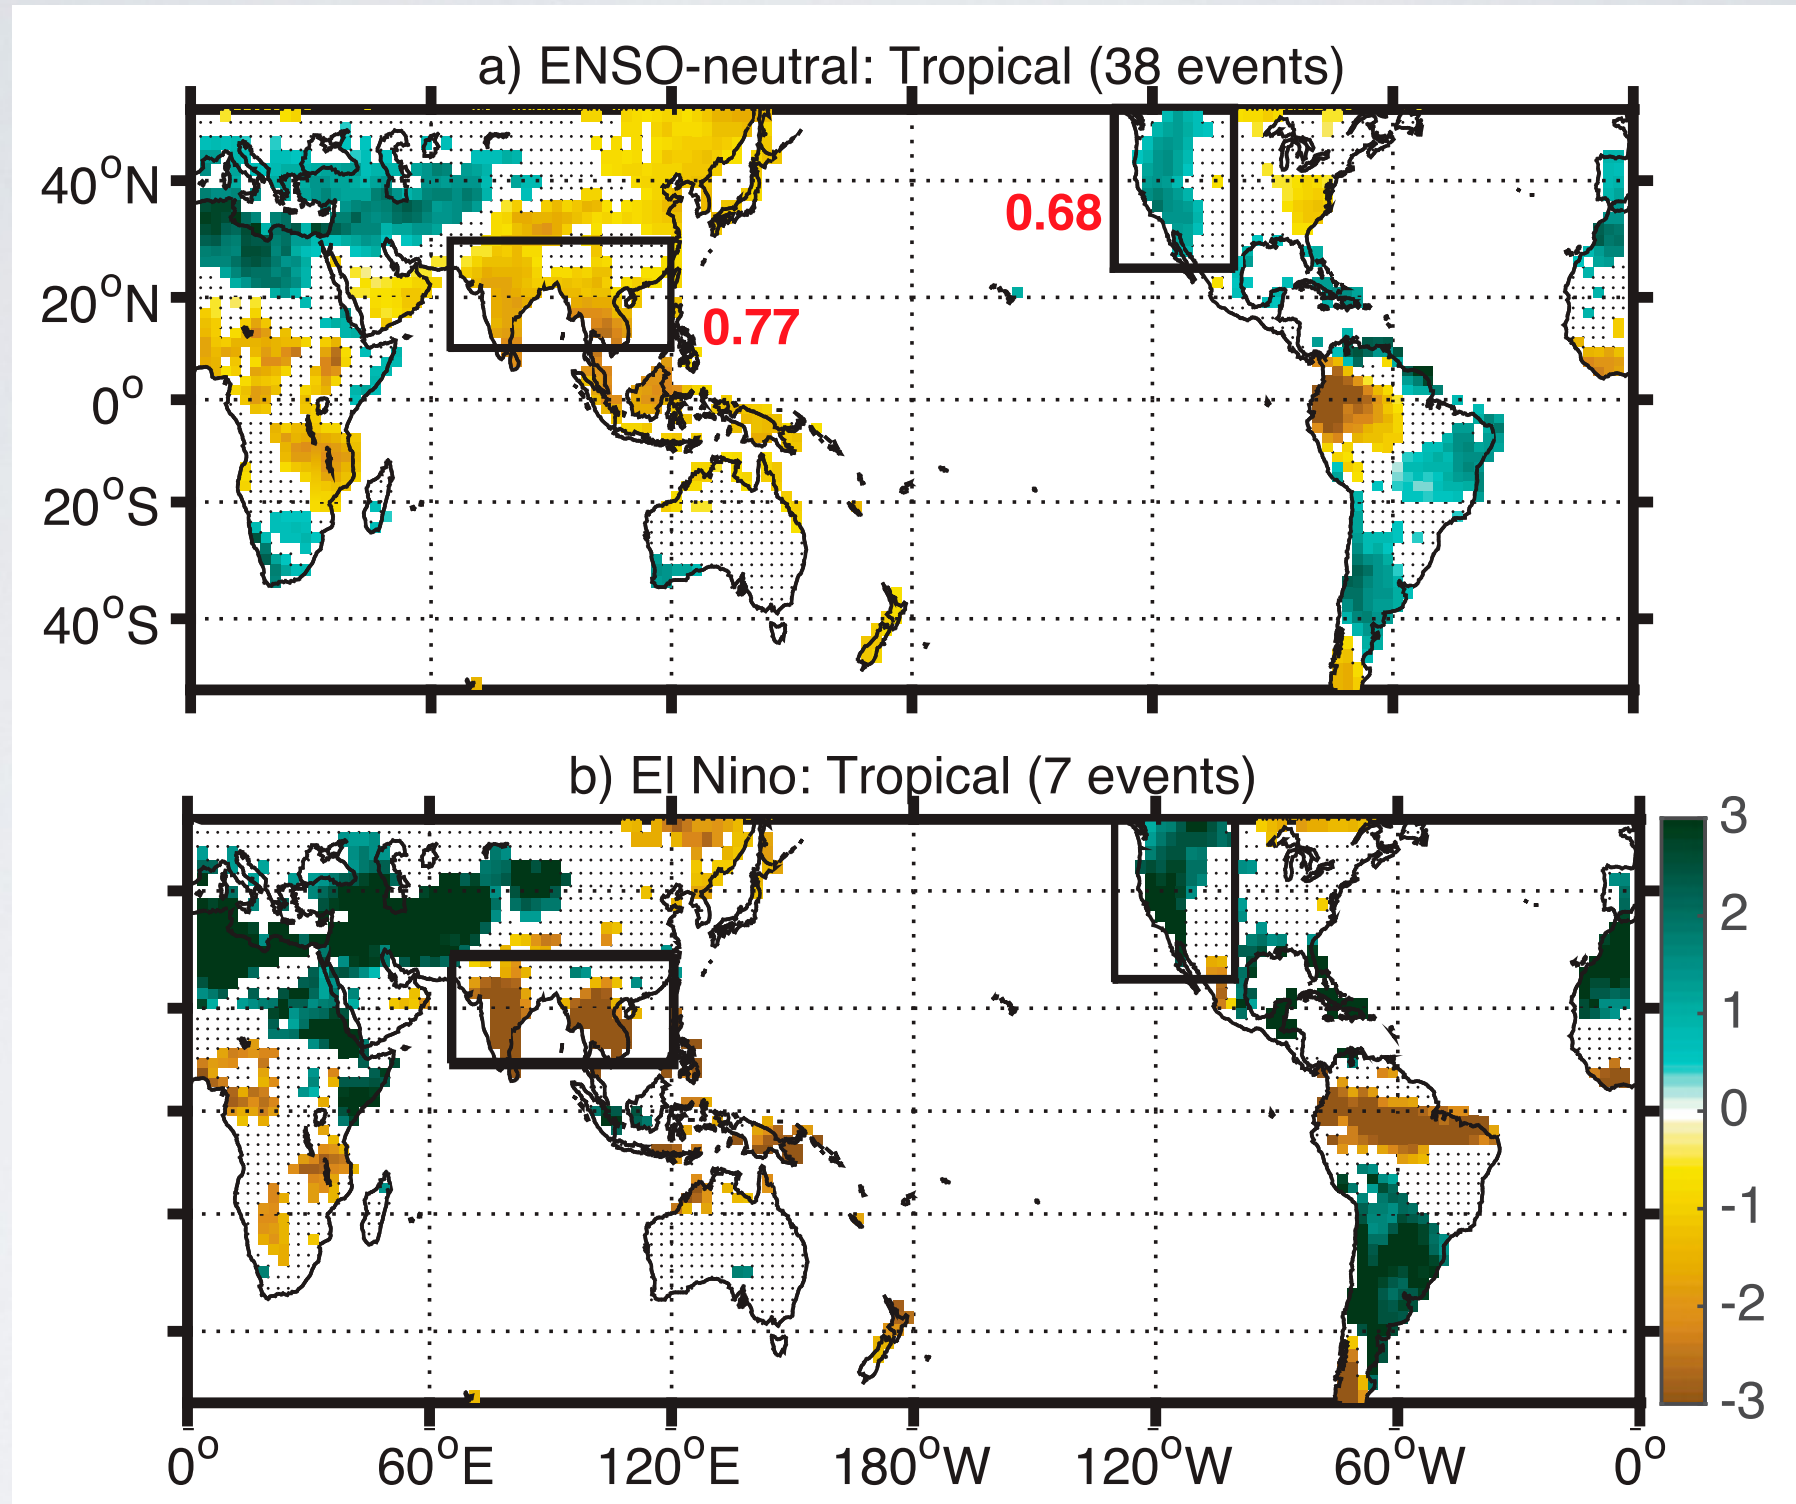 a) ENSO-neutral: Tropical (38 events)
40°N
0.68
20°N
0.77
0°
20°S
40°S
b) El Nino: Tropical (7 events)
3
2
1
0
-1
-2
-3
0° 60°E 120°E 180°W 120°W 60°W 0°